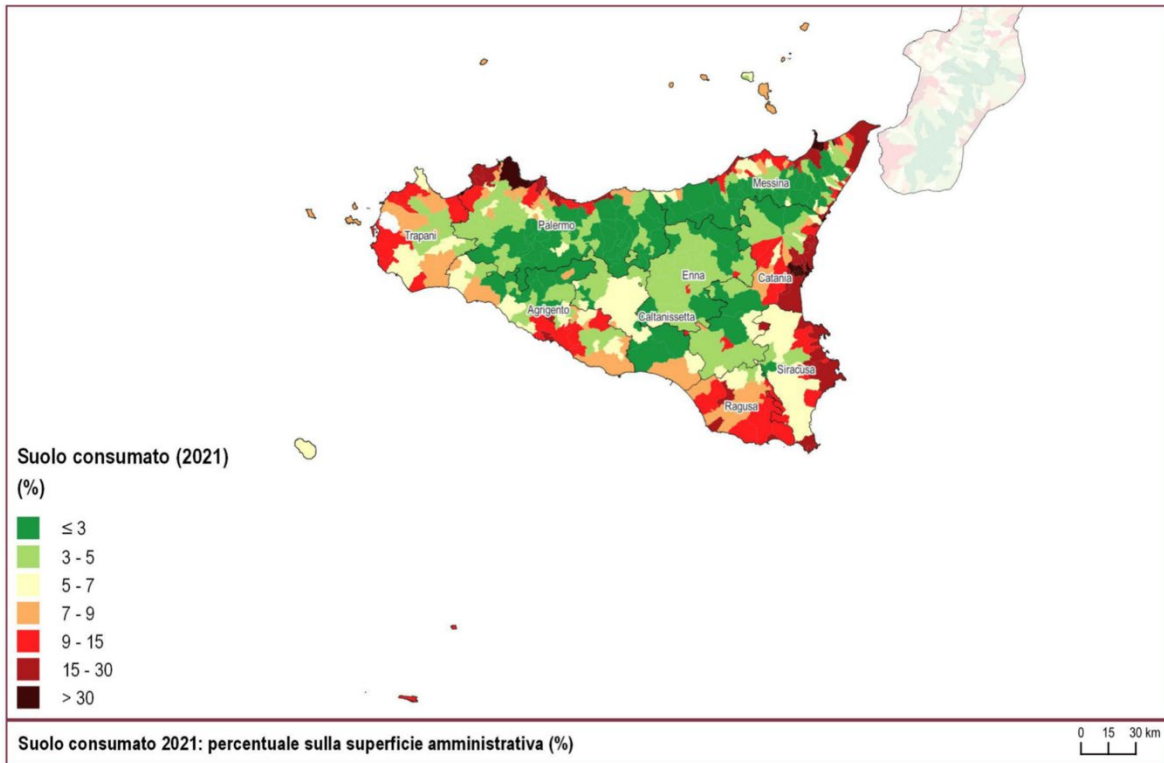 Messina
Palermo
Trapani
Enna
Catania
Agrigento
Caltanissetta
Siracusa
Ragusa
Suolo consumato (2021)
(%)
≤ 3
3 - 5
5 - 7
7 - 9
9 - 15
15 - 30
> 30
Suolo consumato 2021: percentuale sulla superficie amministrativa (%)
0 15 30 km